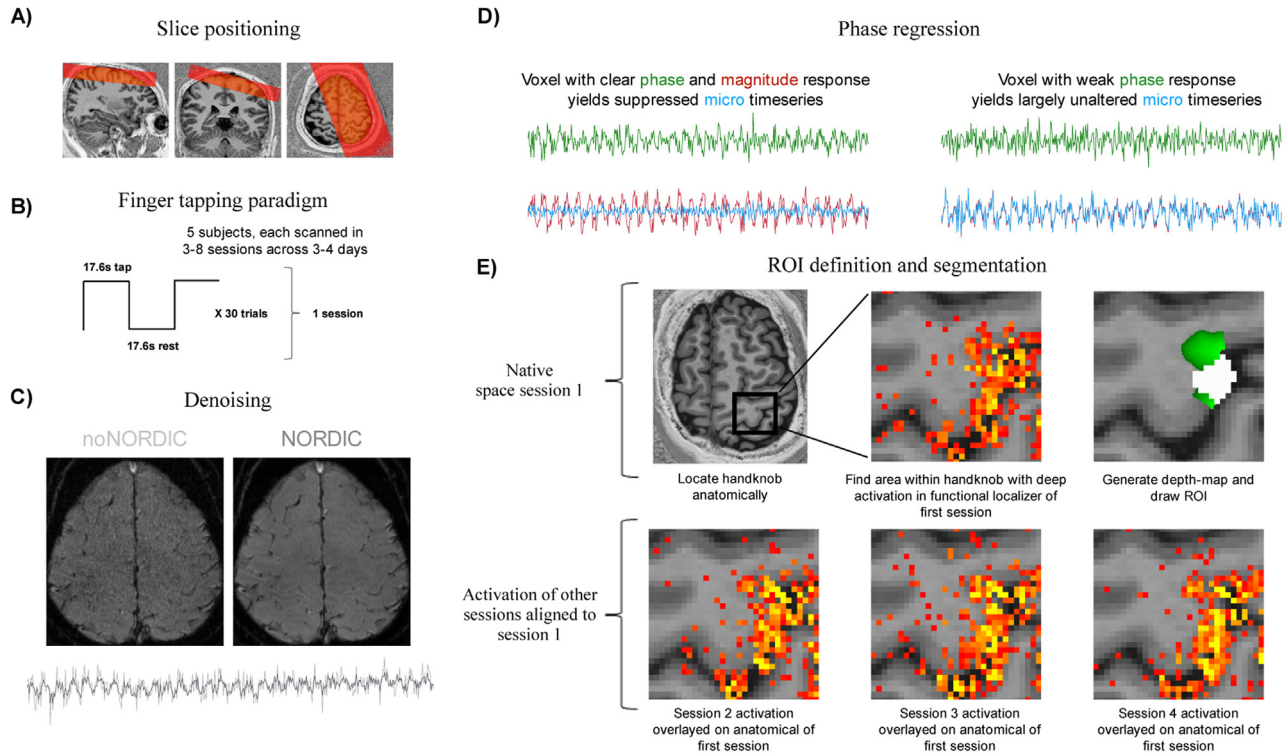 A)
Slice positioning
B)
Finger tapping paradigm
5 subjects, each scanned in
3-8 sessions across 3-4 days
17.6s tap
X 30 trials
1 session
17.6s rest
C)
Denoising
noNORDIC
NORDIC
D)
Phase regression
Voxel with clear phase and magnitude response
yields suppressed micro timeseries
Voxel with weak phase response
yields largely unaltered micro timeseries
E)
ROI definition and segmentation
Native
space session 1
Locate handknob
anatomically
Find area within handknob with deep
activation in functional localizer of
first session
Generate depth-map and
draw ROI
Activation of other
sessions aligned to
session 1
Session 2 activation
overlayed on anatomical of
first session
Session 3 activation
overlayed on anatomical of
first session
Session 4 activation
overlayed on anatomical of
first session